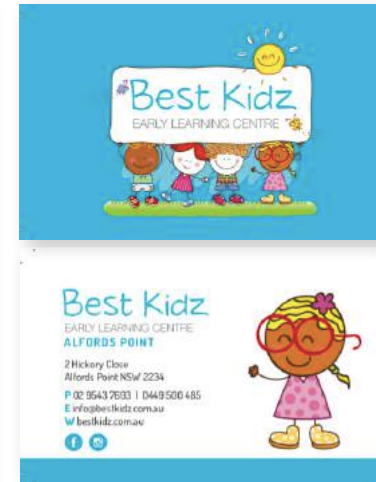 Best Kidz
EARLY LEARNING CENTRE
Best Kidz
EARLY LEARNING CENTRE
ALFORDS POINT
2 Hickory Close
Alfords Point NSW 2234
P 02 9543 7693 | 0449 500 485
E info@bestkidz.com.au
W bestkidz.com.au